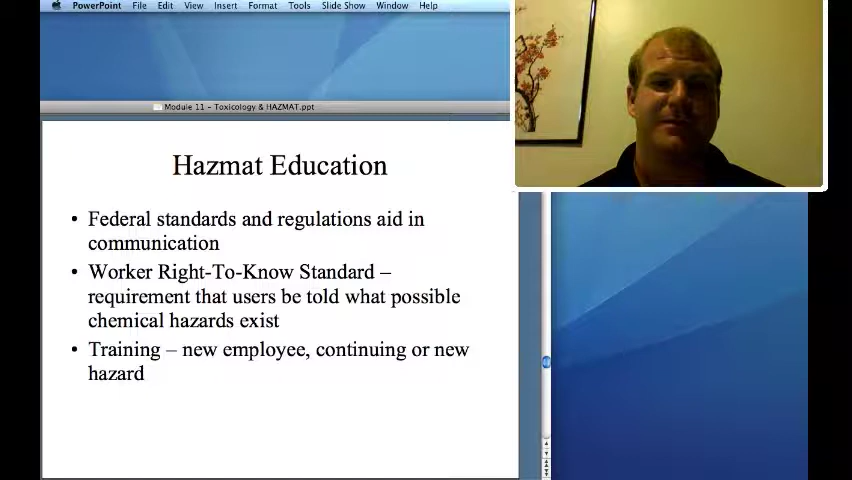 PowerPoint File Edit View Insert Format Tools Slide Show Window Help
Module 11 - Toxicology & HAZMAT.ppt
Hazmat Education
• Federal standards and regulations aid in
communication
• Worker Right-To-Know Standard –
requirement that users be told what possible
chemical hazards exist
• Training – new employee, continuing or new
hazard